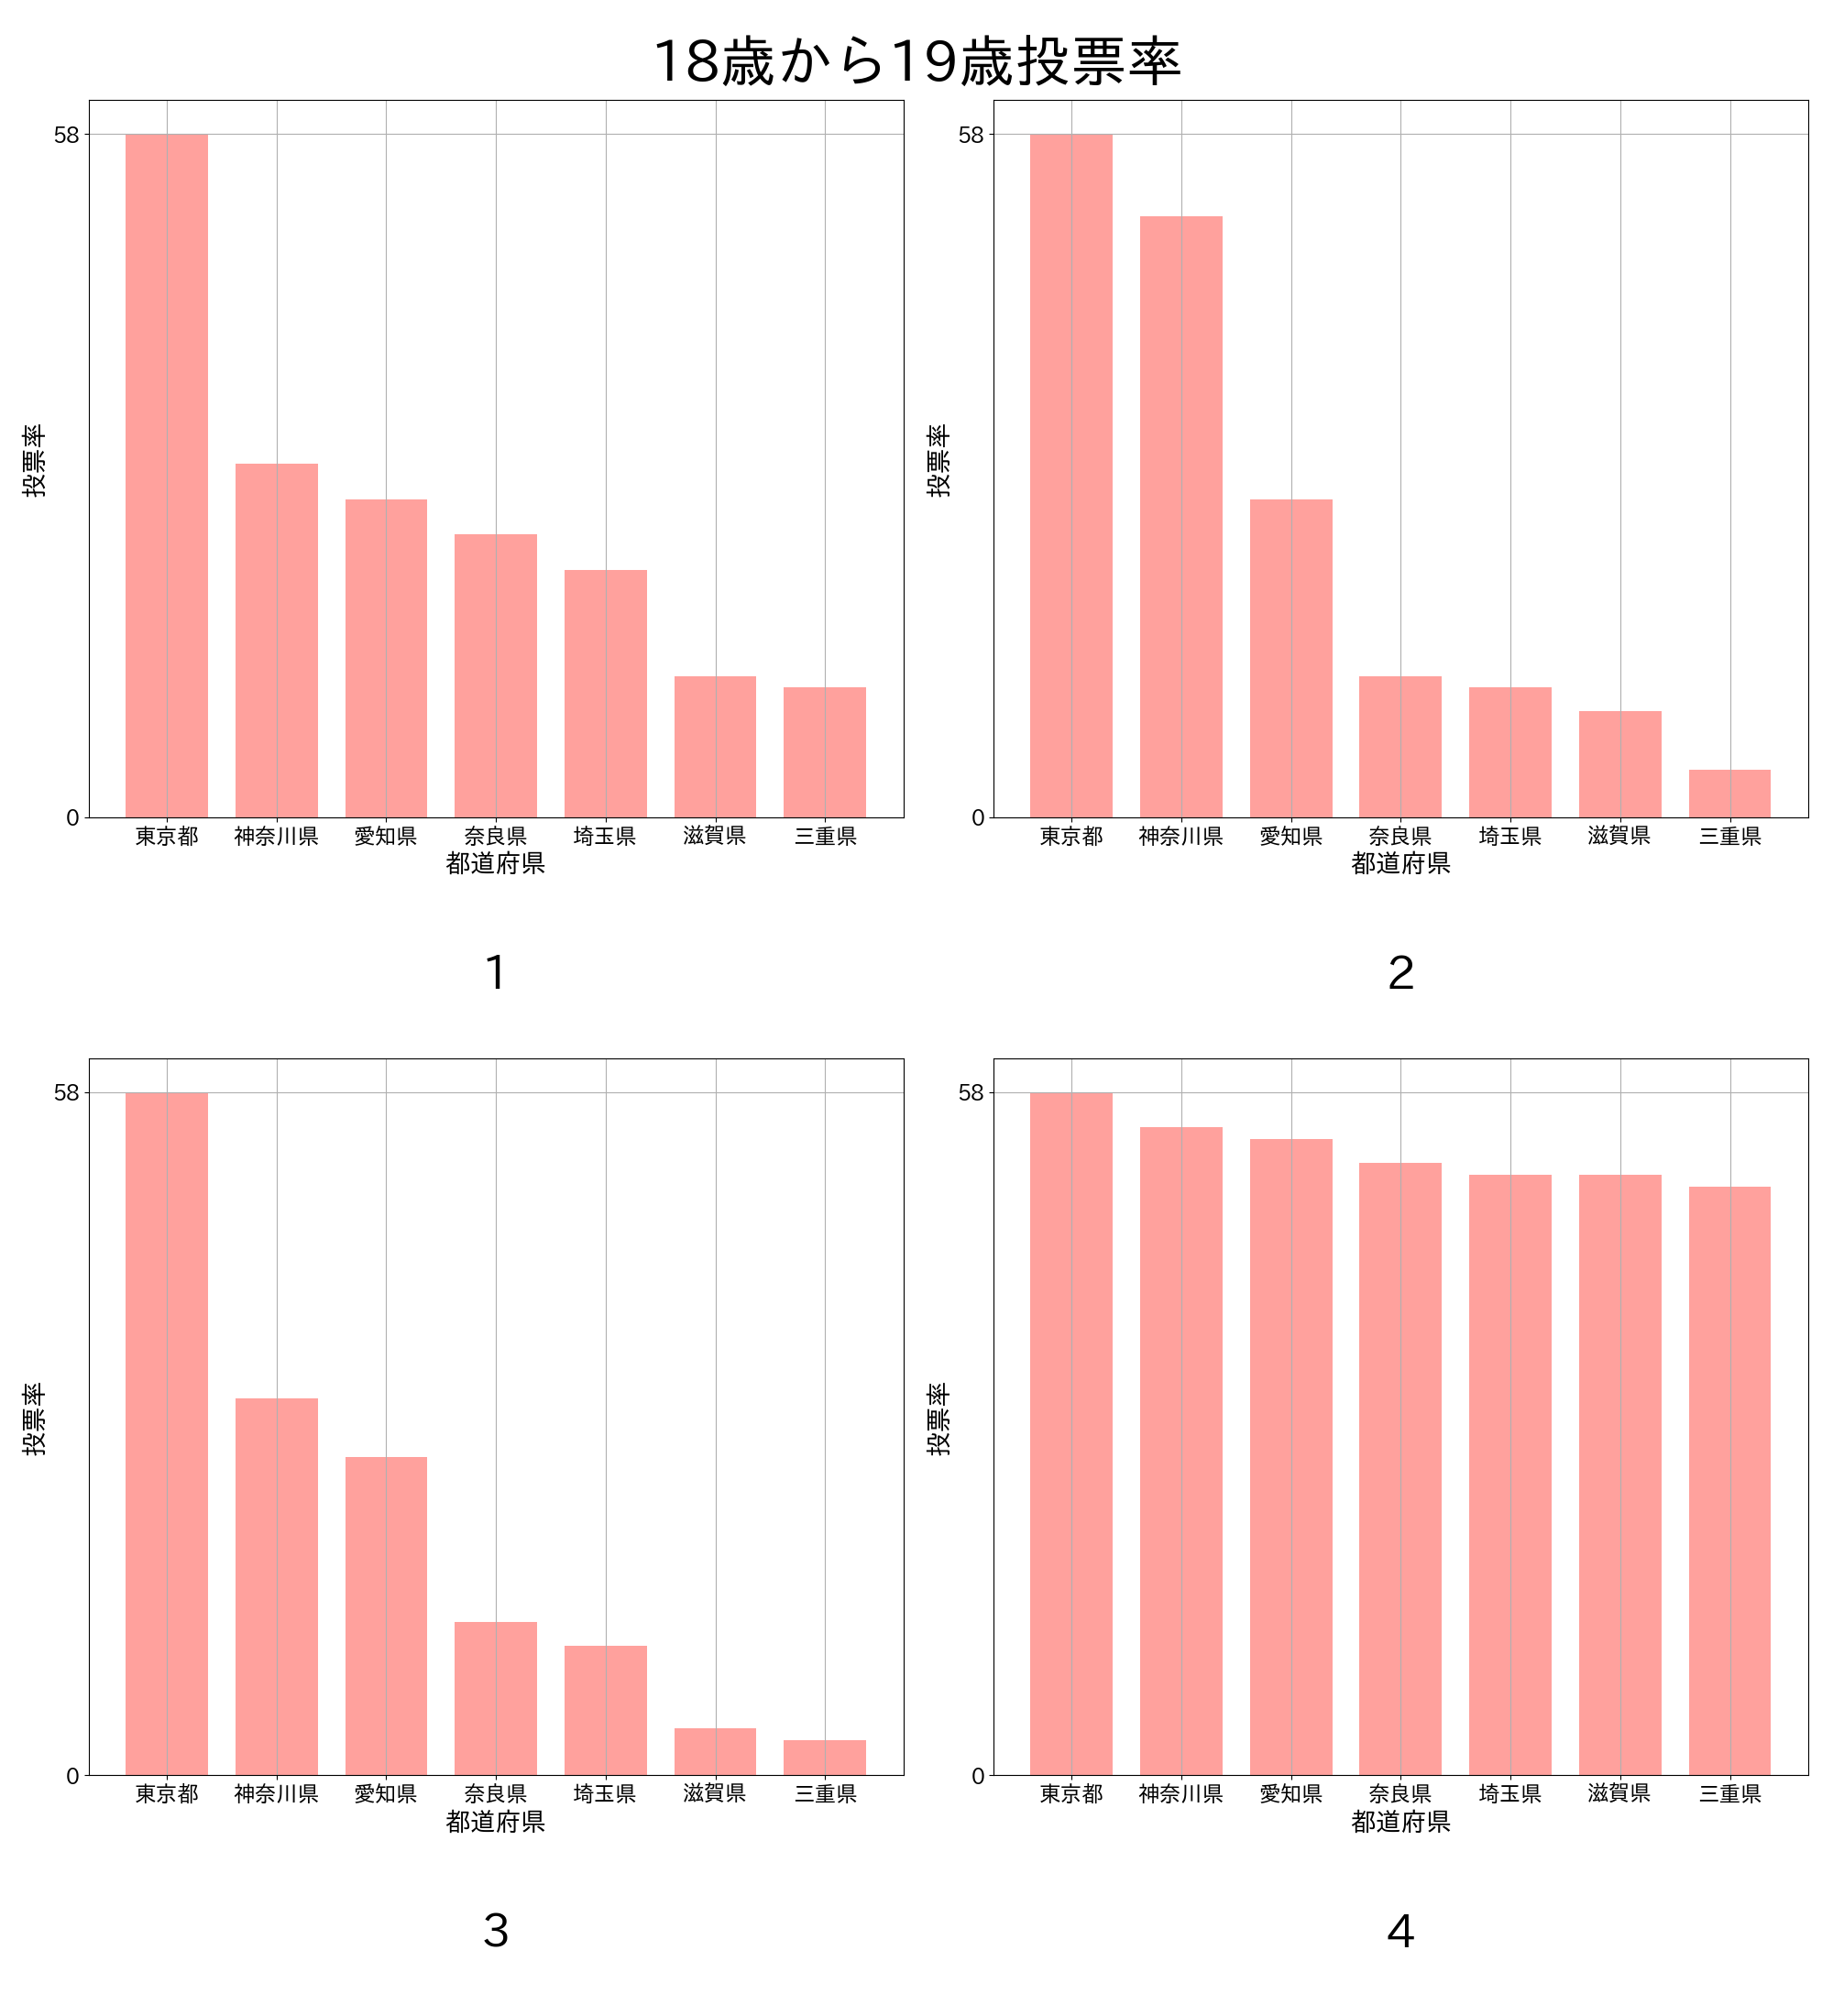 18歳から19歳投票率
58
0
投票率
東京都 神奈川県 愛知県 奈良県 埼玉県 滋賀県 三重県
都道府県
1
58
0
投票率
東京都 神奈川県 愛知県 奈良県 埼玉県 滋賀県 三重県
都道府県
2
58
0
投票率
東京都 神奈川県 愛知県 奈良県 埼玉県 滋賀県 三重県
都道府県
3
58
0
投票率
東京都 神奈川県 愛知県 奈良県 埼玉県 滋賀県 三重県
都道府県
4